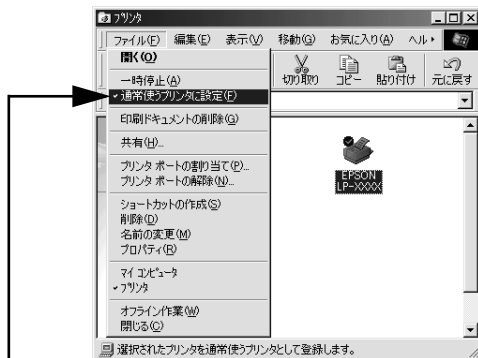 プリンタ
ファイル(F) 編集(E) 表示(V) 移動(G) お気に入り(A) ヘル
開く(O)
一時停止(A)
通常使うプリンタに設定(F)
印刷ドキュメントの削除(G)
共有(H)...
プリンタ ポートの割り当て(P)...
プリンタ ポートの解除(N)...
ショートカットの作成(S)
削除(D)
名前の変更(M)
プロパティ(R)
マイ コンピュータ
プリンタ
オフライン作業(W)
閉じる(C)
切り取り コピー 貼り付け 元に戻す
EPSON
LP-XXXX
選択されたプリンタを通常使うプリンタとして登録します。